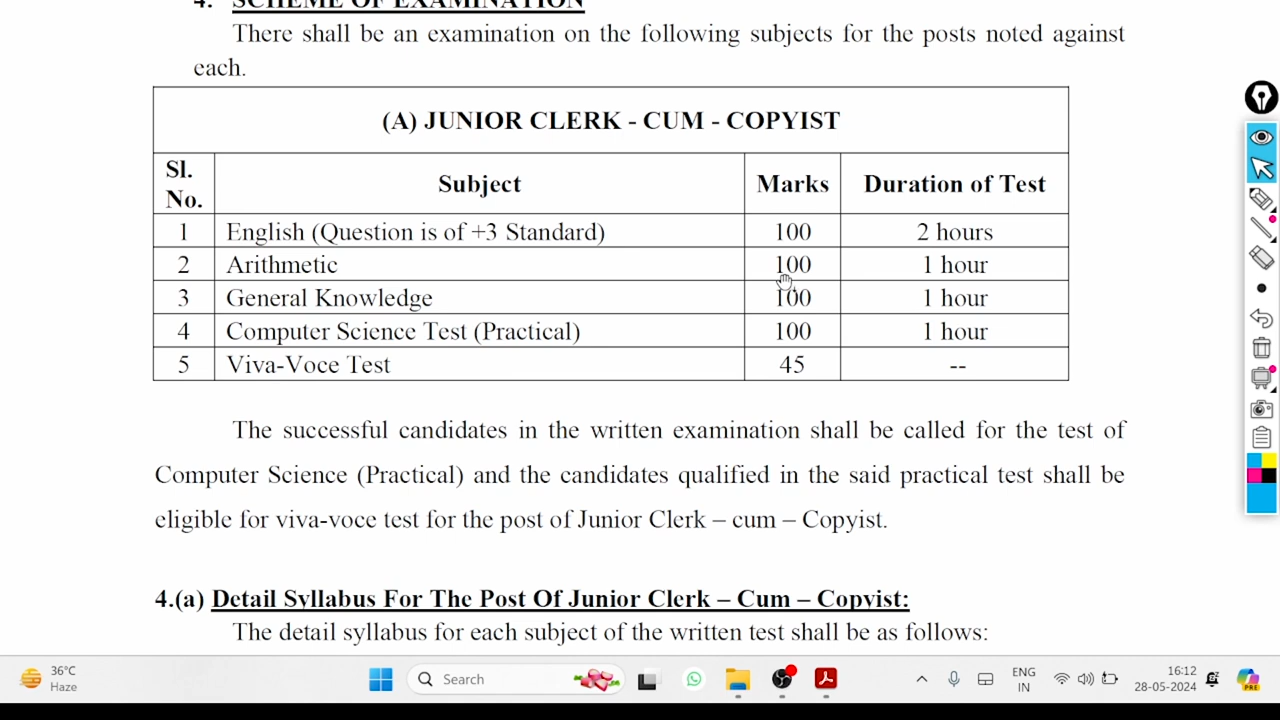 4. SCHEME OF EXAMINATION
There shall be an examination on the following subjects for the posts noted against
each.
(A) JUNIOR CLERK - CUM - COPYIST
Sl. No. Subject Marks Duration of Test
1 English (Question is of +3 Standard) 100 2 hours
2 Arithmetic 100 1 hour
3 General Knowledge 100 1 hour
4 Computer Science Test (Practical) 100 1 hour
5 Viva-Voce Test 45 --
The successful candidates in the written examination shall be called for the test of
Computer Science (Practical) and the candidates qualified in the said practical test shall be
eligible for viva-voce test for the post of Junior Clerk – cum – Copyist.
4.(a) Detail Syllabus For The Post Of Junior Clerk – Cum – Copyist:
The detail syllabus for each subject of the written test shall be as follows:
36°C
Haze
Search
ENG
IN
16:12
28-05-2024
PRE